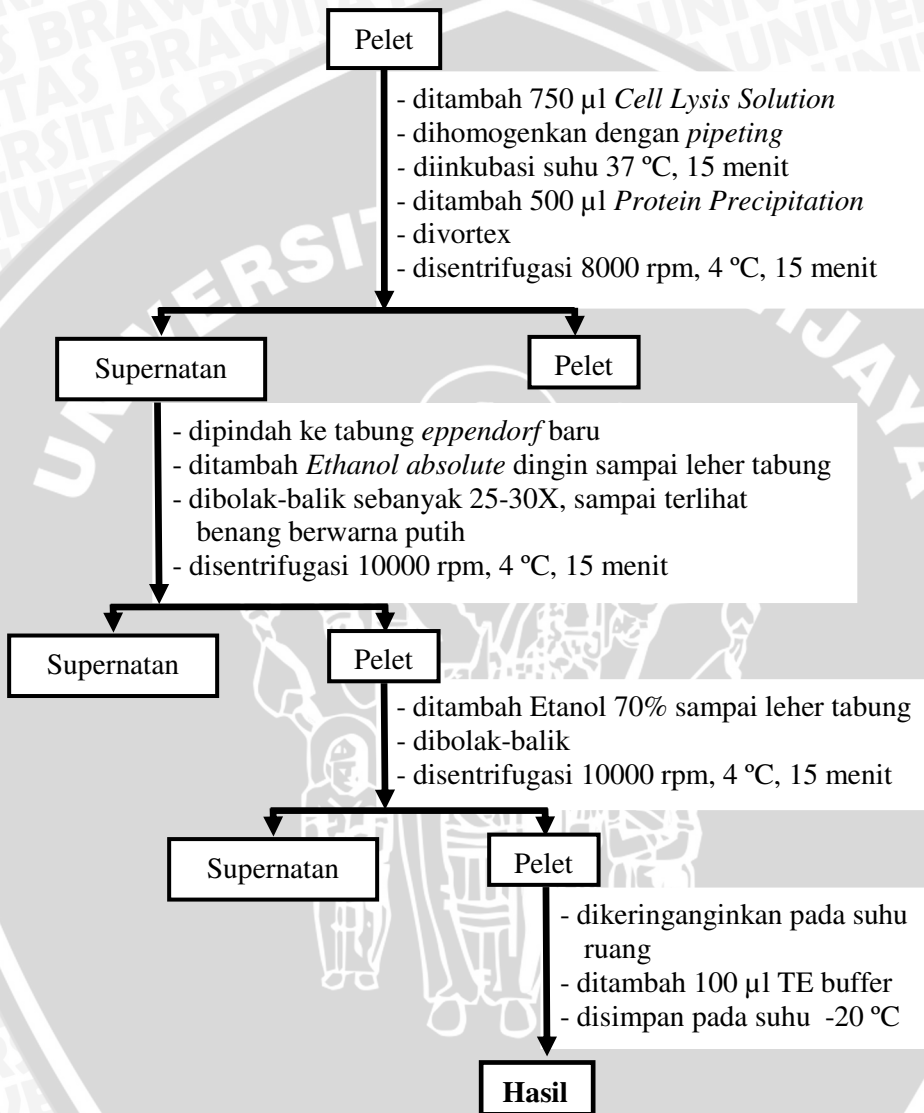 Pelet
- ditambah 750 µl Cell Lysis Solution
- dihomogenkan dengan pipeting
- diinkubasi suhu 37 ºC, 15 menit
- ditambah 500 µl Protein Precipitation
- divortex
- disentrifugasi 8000 rpm, 4 ºC, 15 menit
Supernatan
Pelet
- dipindah ke tabung eppendorf baru
- ditambah Ethanol absolute dingin sampai leher tabung
- dibolak-balik sebanyak 25-30X, sampai terlihat
benang berwarna putih
- disentrifugasi 10000 rpm, 4 ºC, 15 menit
Supernatan
Pelet
- ditambah Etanol 70% sampai leher tabung
- dibolak-balik
- disentrifugasi 10000 rpm, 4 ºC, 15 menit
Supernatan
Pelet
- dikeringanginkan pada suhu
ruang
- ditambah 100 µl TE buffer
- disimpan pada suhu -20 ºC
Hasil